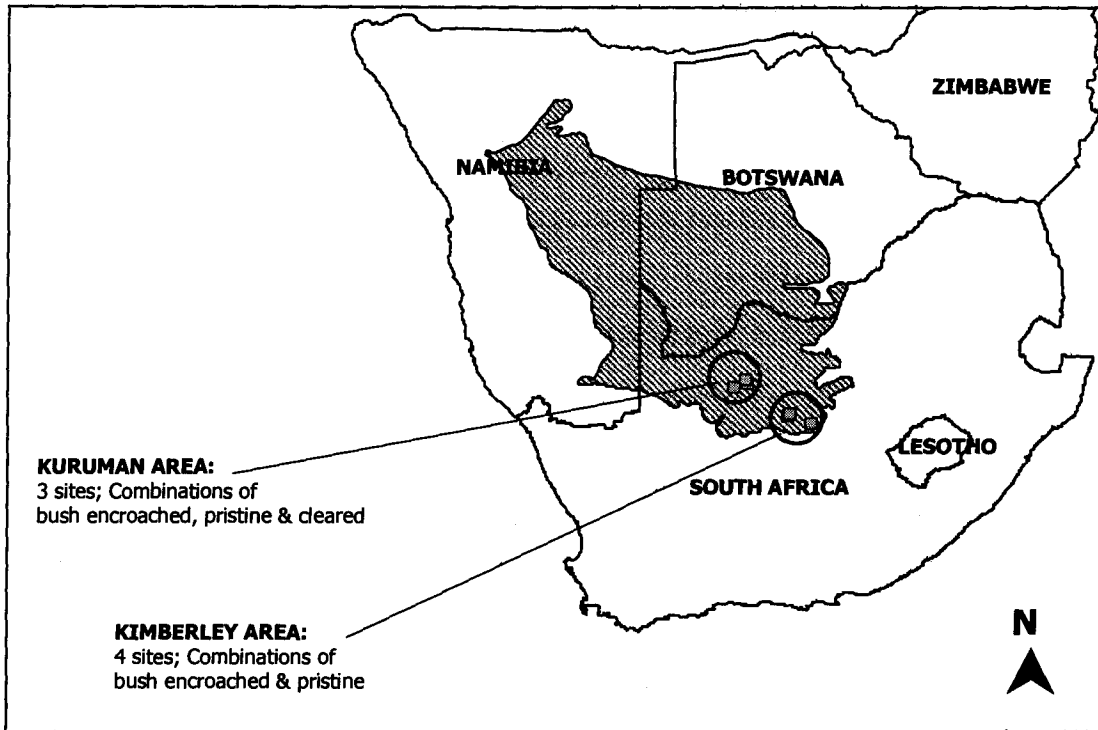 ZIMBABWE
NAMIBIA
BOTSWANA
KURUMAN AREA:
3 sites; Combinations of
bush encroached, pristine & cleared
LESOTHO
SOUTH AFRICA
KIMBERLEY AREA:
4 sites; Combinations of
bush encroached & pristine
N